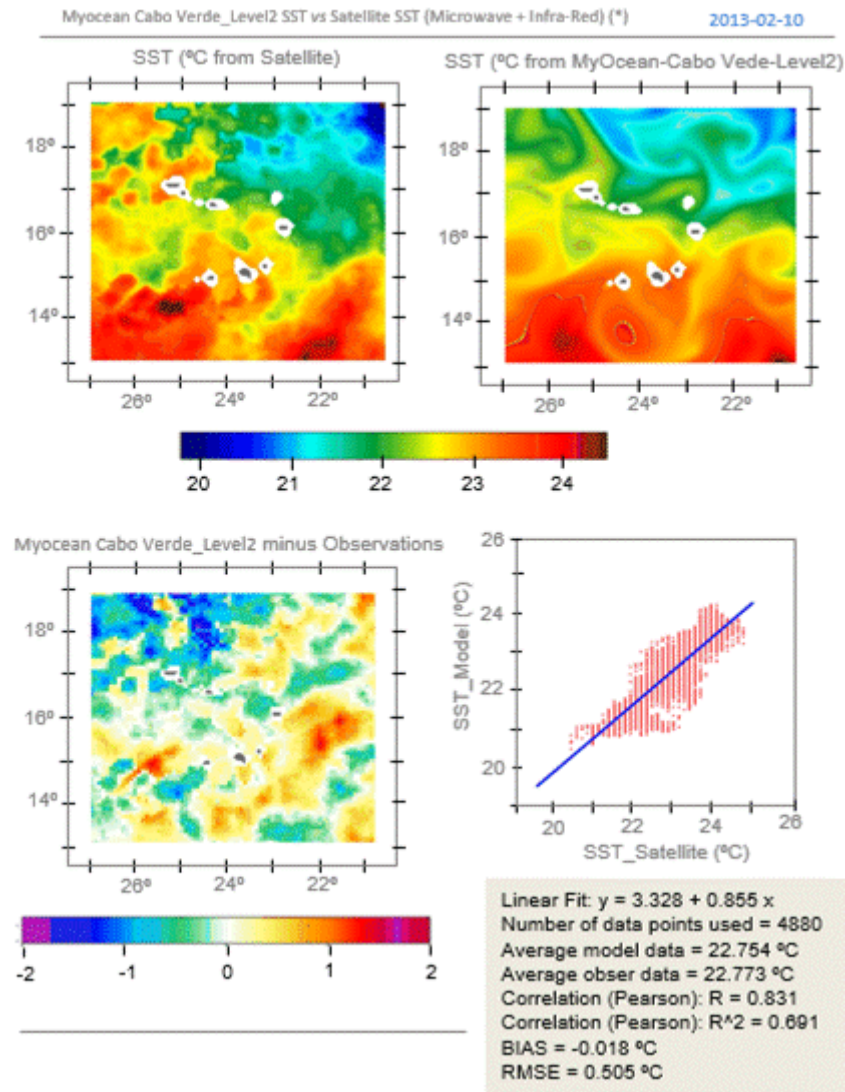 Myocean Cabo Verde_Level2 SST vs Satellite SST (Microwave + Infra-Red) (*)
2013-02-10
SST (ºC from Satellite)
SST (ºC from MyOcean-Cabo Vede-Level2)
18º
16º
14º
26º 24º 22º
18º
16º
14º
26º 24º 22º
20 21 22 23 24
Myocean Cabo Verde_Level2 minus Observations
18º
16º
14º
26º 24º 22º
-2 -1 0 1 2
SST_Model (ºC)
26
24
22
20
20 22 24 26
SST_Satellite (ºC)
Linear Fit: y = 3.328 + 0.855 x
Number of data points used = 4880
Average model data = 22.754 ºC
Average obser data = 22.773 ºC
Correlation (Pearson): R = 0.831
Correlation (Pearson): R^2 = 0.691
BIAS = -0.018 ºC
RMSE = 0.505 ºC